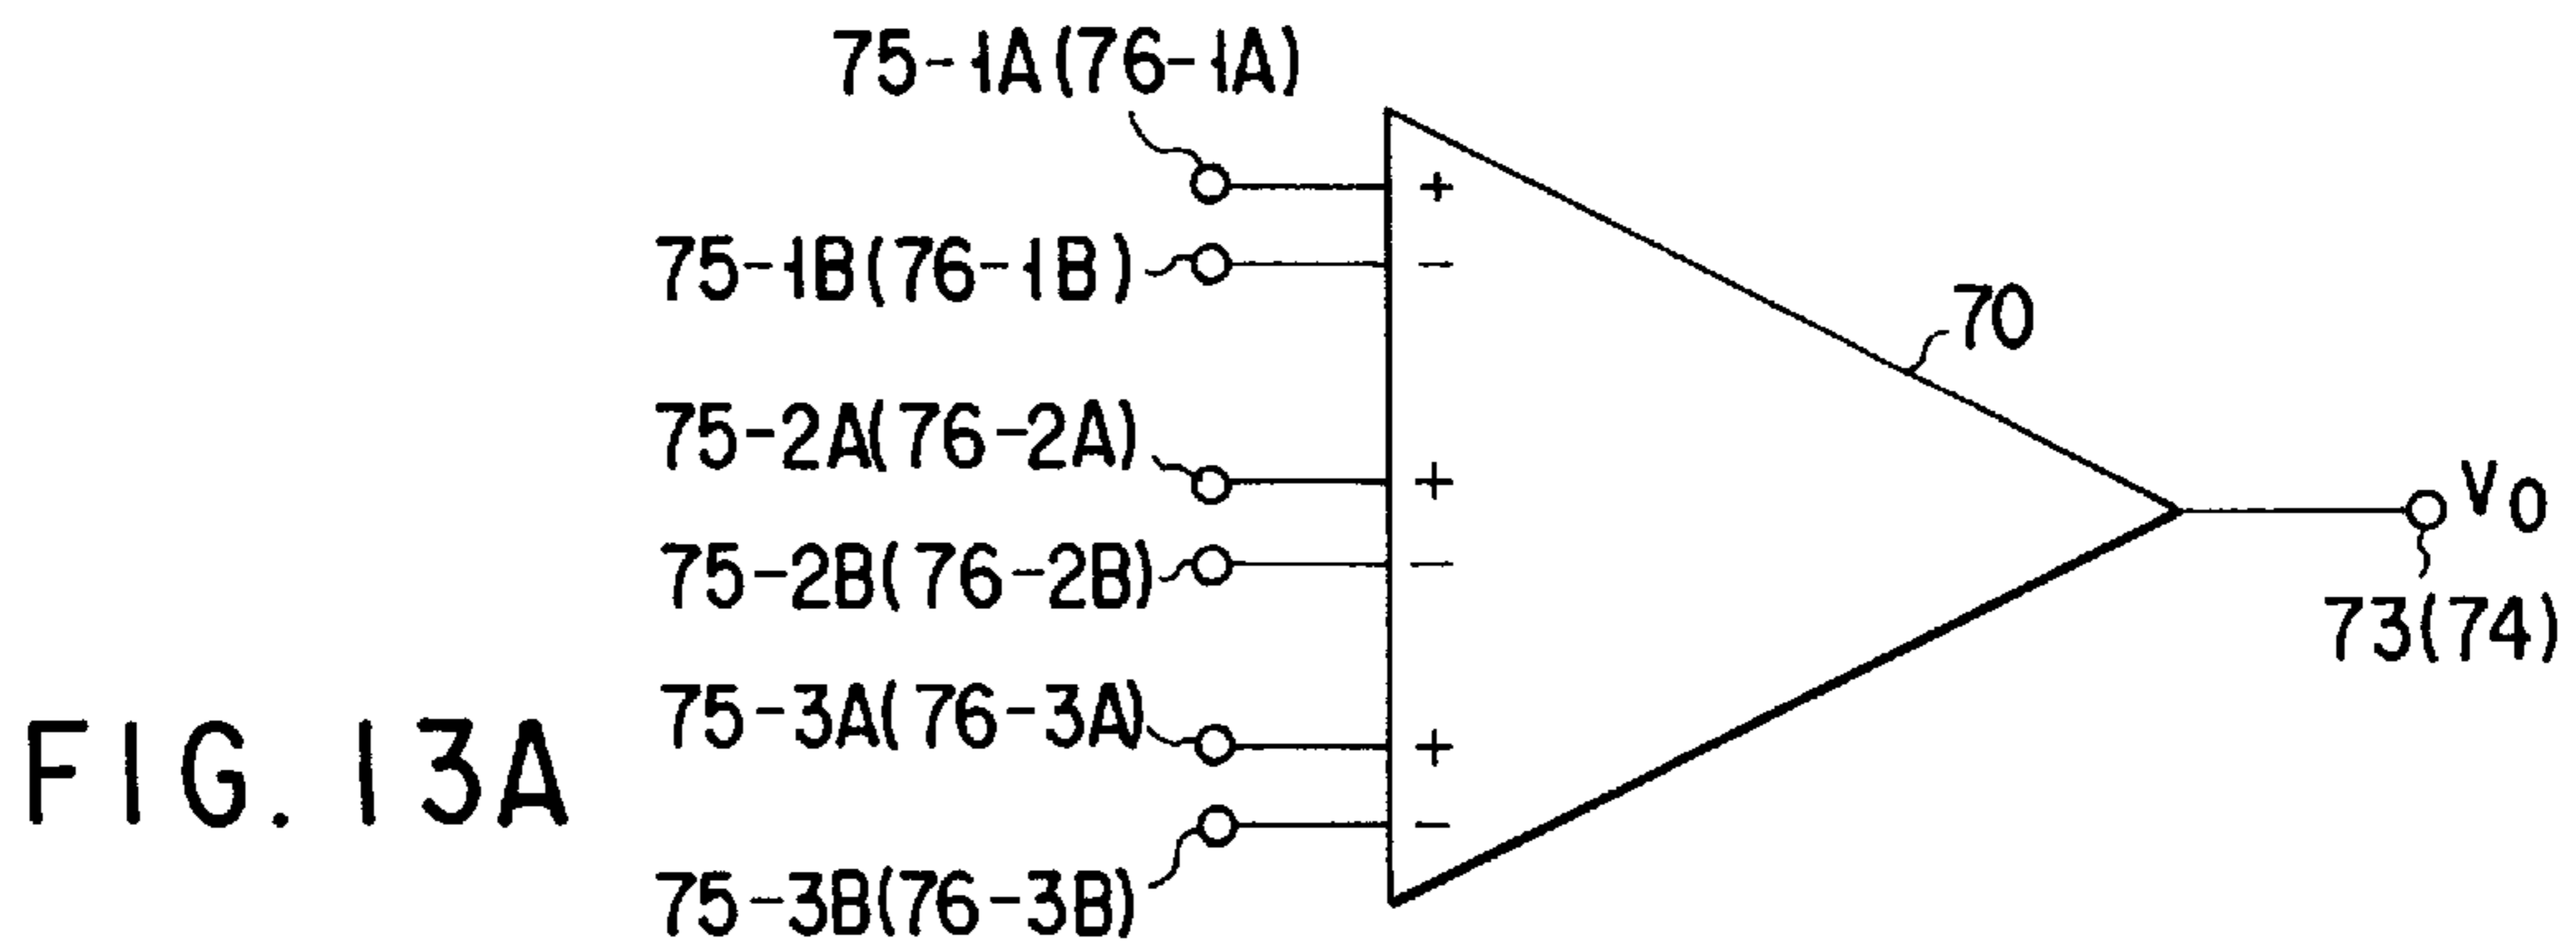 75-1A(76-1A)
+
75-1B(76-1B)
-
70
75-2A(76-2A)
+
Vo
75-2B(76-2B)
-
73(74)
75-3A(76-3A)
+
FIG. 13A
-
75-3B(76-3B)